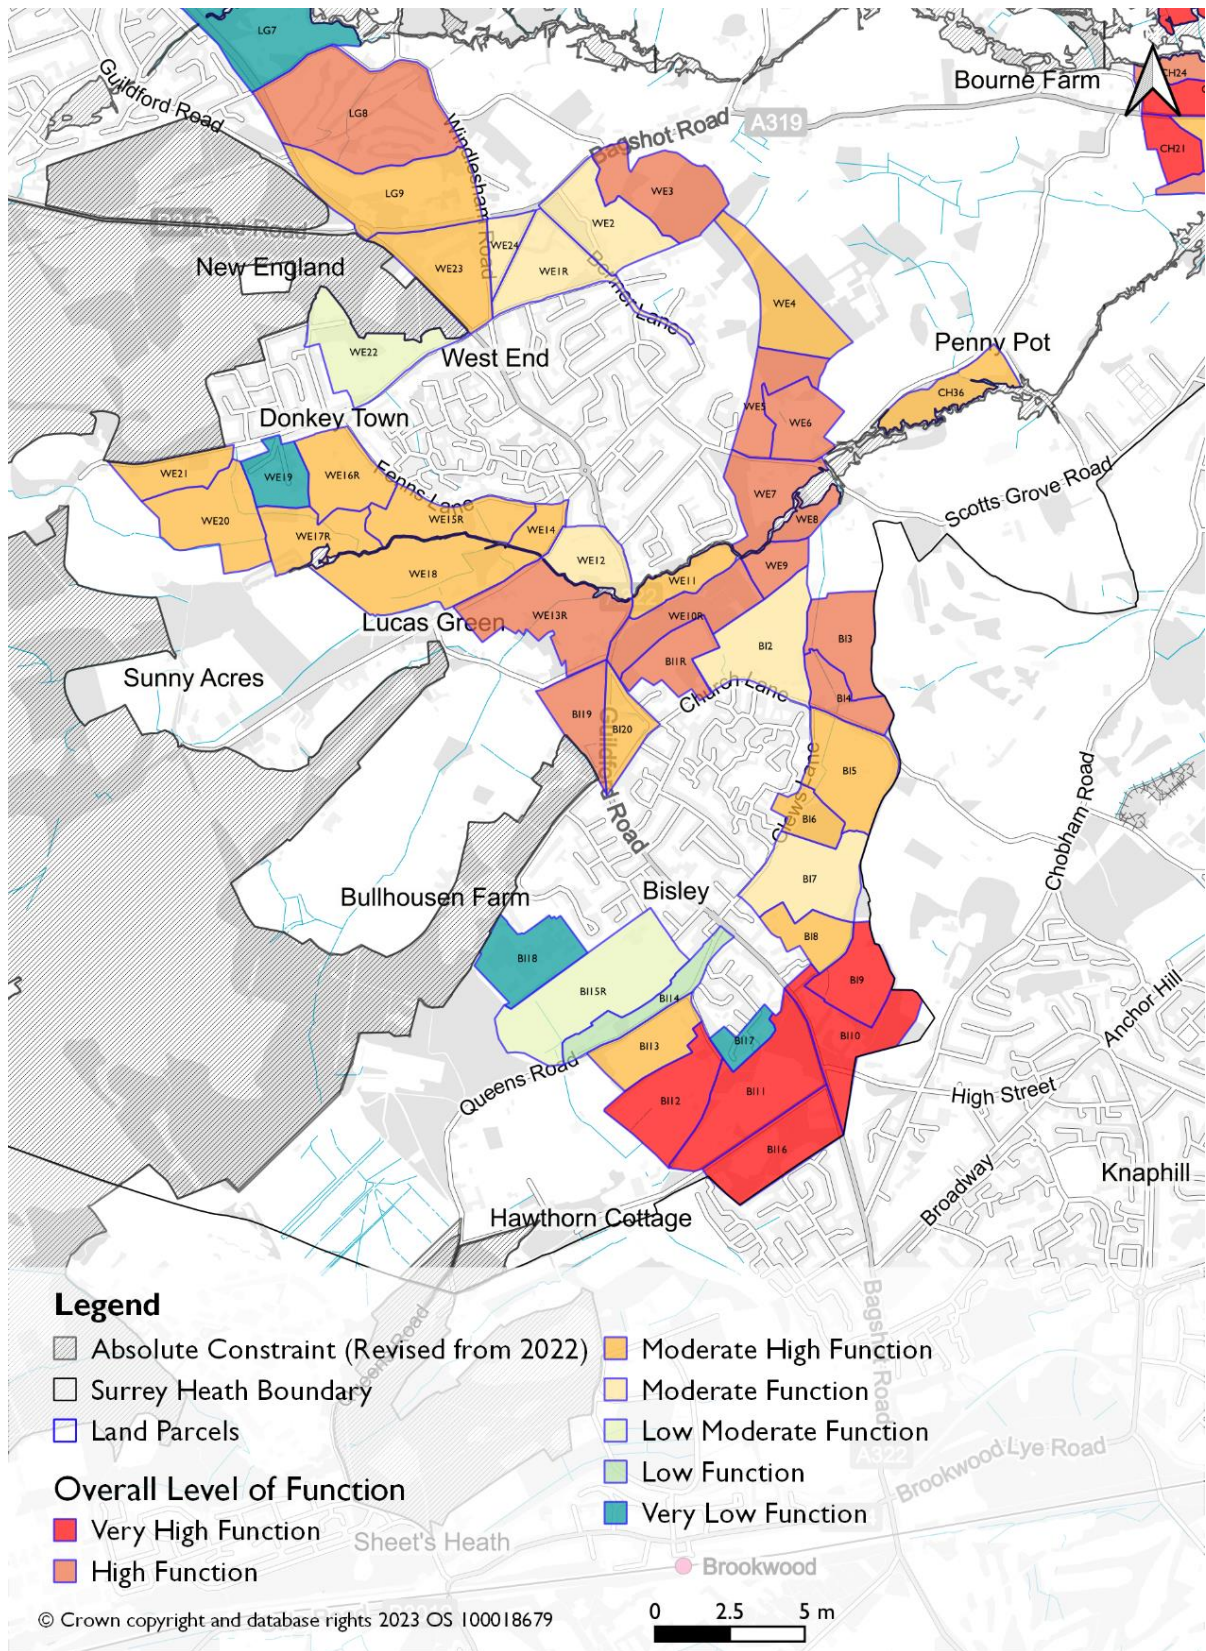 LG7
Bourne Farm
CH24
Guildford Road
LG8
Windlesham Road
Bagshot Road
A319
CH21
LG9
WE3
WE2
Red Road
WE24
New England
WE23
WE1R
Benner Lane
WE4
WE22
West End
Penny Pot
CH36
Donkey Town
WE5
WE6
WE21
WE19
WE16R
Fenns Lane
Scotts Grove Road
WE20
WE17R
WE15R
WE14
WE7
WE8
WE18
WE12
WE11
WE9
Lucas Green
WE13R
WE10R
BI1R
BI2
BI3
Sunny Acres
Church Lane
BI4
BI19
BI20
Guildford Road
BI5
Clews Lane
BI6
Chobham Road
BI7
Bullhousen Farm
Bisley
BI8
BI18
BI15R
BI14
BI9
Anchor Hill
BI13
BI17
BI10
Queens Road
BI12
BI11
High Street
BI16
Broadway
Knaphill
Hawthorn Cottage
Bagshot Road
A322
Brookwood Lye Road
Sheet's Heath
Brookwood
Legend
Absolute Constraint (Revised from 2022)
Surrey Heath Boundary
Land Parcels
Overall Level of Function
Very High Function
High Function
Moderate High Function
Moderate Function
Low Moderate Function
Low Function
Very Low Function
© Crown copyright and database rights 2023 OS 100018679
0 2.5 5 m